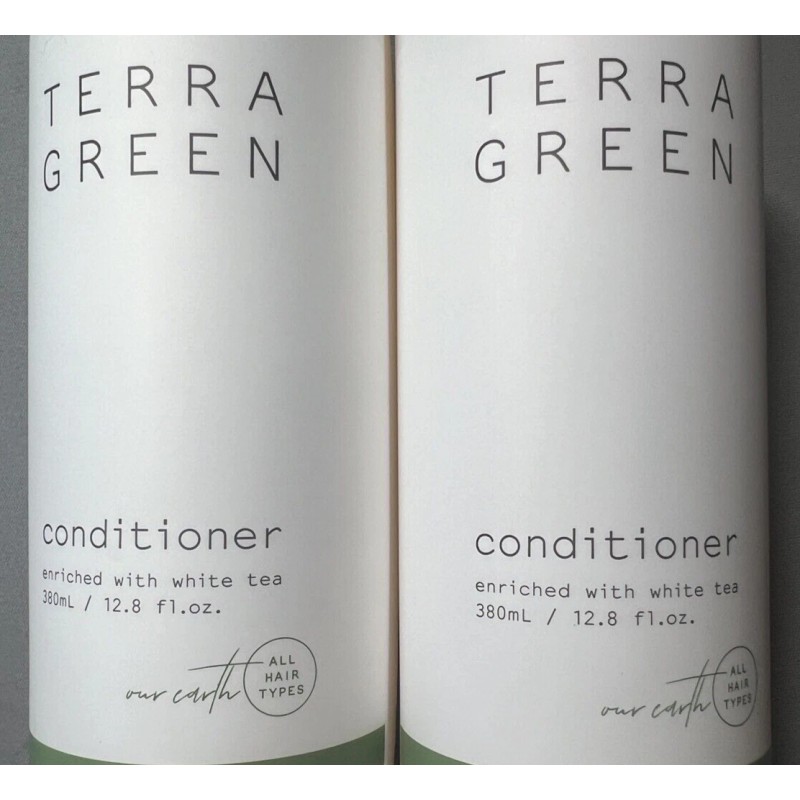 TERRA
GREEN
conditioner
enriched with white tea
380mL / 12.8 fl.oz.
our earth
ALL
HAIR
TYPES
TERRA
GREEN
conditioner
enriched with white tea
380mL / 12.8 fl.oz.
our earth
ALL
HAIR
TYPES